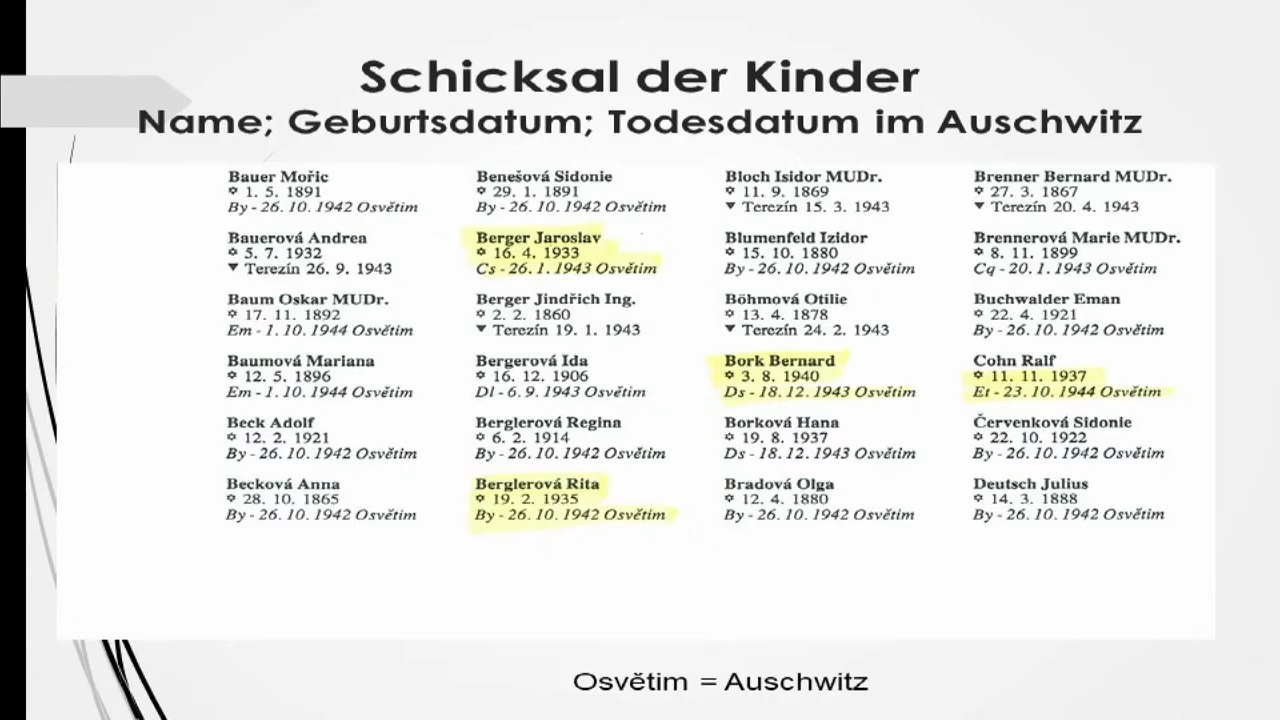 Schicksal der Kinder
Name; Geburtsdatum; Todesdatum im Auschwitz
Bauer Mořic
✡ 1. 5. 1891
By - 26. 10. 1942 Osvětim
Bauerová Andrea
✡ 5. 7. 1932
▼ Terezín 26. 9. 1943
Baum Oskar MUDr.
✡ 17. 11. 1892
Em - 1. 10. 1944 Osvětim
Baumová Mariana
✡ 12. 5. 1896
Em - 1. 10. 1944 Osvětim
Beck Adolf
✡ 12. 2. 1921
By - 26. 10. 1942 Osvětim
Becková Anna
✡ 28. 10. 1865
By - 26. 10. 1942 Osvětim
Benešová Sidonie
✡ 29. 1. 1891
By - 26. 10. 1942 Osvětim
Berger Jaroslav
✡ 16. 4. 1933
Cs - 26. 1. 1943 Osvětim
Berger Jindřich Ing.
✡ 2. 2. 1860
▼ Terezín 19. 1. 1943
Bergerová Ida
✡ 16. 12. 1906
Dl - 6. 9. 1943 Osvětim
Berglerová Regina
✡ 6. 2. 1914
By - 26. 10. 1942 Osvětim
Berglerová Rita
✡ 19. 2. 1935
By - 26. 10. 1942 Osvětim
Bloch Isidor MUDr.
✡ 11. 9. 1869
▼ Terezín 15. 3. 1943
Blumenfeld Izidor
✡ 15. 10. 1880
By - 26. 10. 1942 Osvětim
Böhmová Otilie
✡ 13. 4. 1878
▼ Terezín 24. 2. 1943
Bork Bernard
✡ 3. 8. 1940
Ds - 18. 12. 1943 Osvětim
Borková Hana
✡ 19. 8. 1937
Ds - 18. 12. 1943 Osvětim
Bradová Olga
✡ 12. 4. 1880
By - 26. 10. 1942 Osvětim
Brenner Bernard MUDr.
✡ 27. 3. 1867
▼ Terezín 20. 4. 1943
Brennerová Marie MUDr.
✡ 8. 11. 1899
Cq - 20. 1. 1943 Osvětim
Buchwalder Eman
✡ 22. 4. 1921
By - 26. 10. 1942 Osvětim
Cohn Ralf
✡ 11. 11. 1937
Et - 23. 10. 1944 Osvětim
Červenková Sidonie
✡ 22. 10. 1922
By - 26. 10. 1942 Osvětim
Deutsch Julius
✡ 14. 3. 1888
By - 26. 10. 1942 Osvětim
Osvětim = Auschwitz